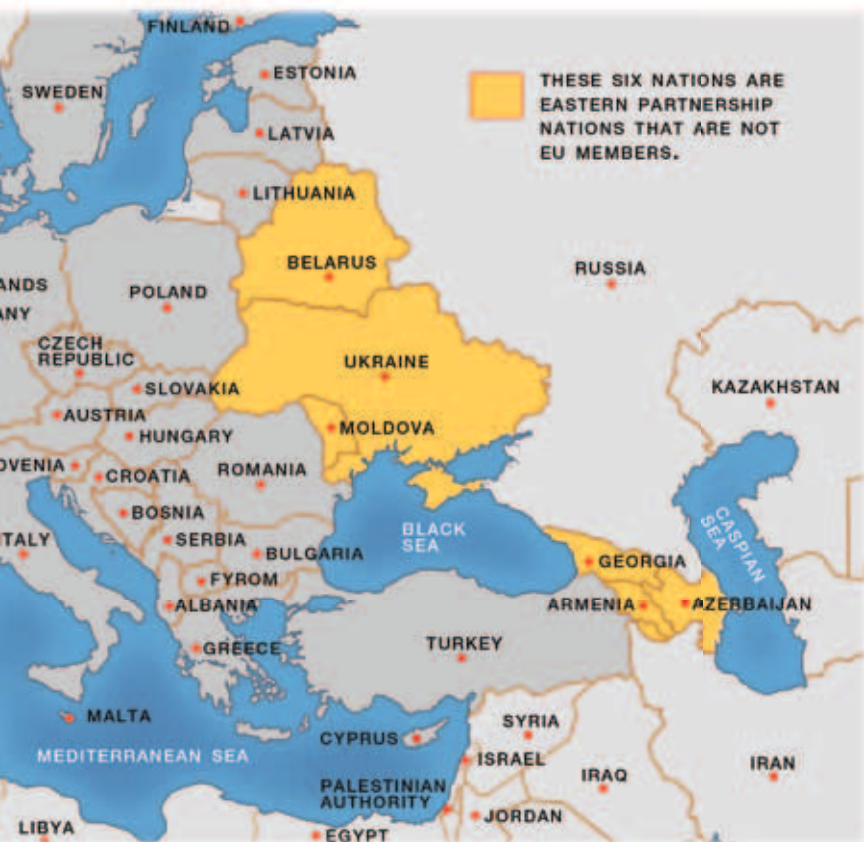 FINLAND
SWEDEN
ESTONIA
THESE SIX NATIONS ARE
EASTERN PARTNERSHIP
NATIONS THAT ARE NOT
EU MEMBERS.
LATVIA
LITHUANIA
BELARUS
RUSSIA
ANDS
ANY
POLAND
CZECH
REPUBLIC
UKRAINE
SLOVAKIA
KAZAKHSTAN
AUSTRIA
MOLDOVA
HUNGARY
OVENIA
CROATIA
ROMANIA
BOSNIA
BLACK
SEA
CASPIAN
SEA
ITALY
SERBIA
BULGARIA
GEORGIA
FYROM
ALBANIA
ARMENIA
AZERBAIJAN
GREECE
TURKEY
MALTA
SYRIA
CYPRUS
MEDITERRANEAN SEA
ISRAEL
IRAQ
IRAN
PALESTINIAN
AUTHORITY
JORDAN
LIBYA
EGYPT